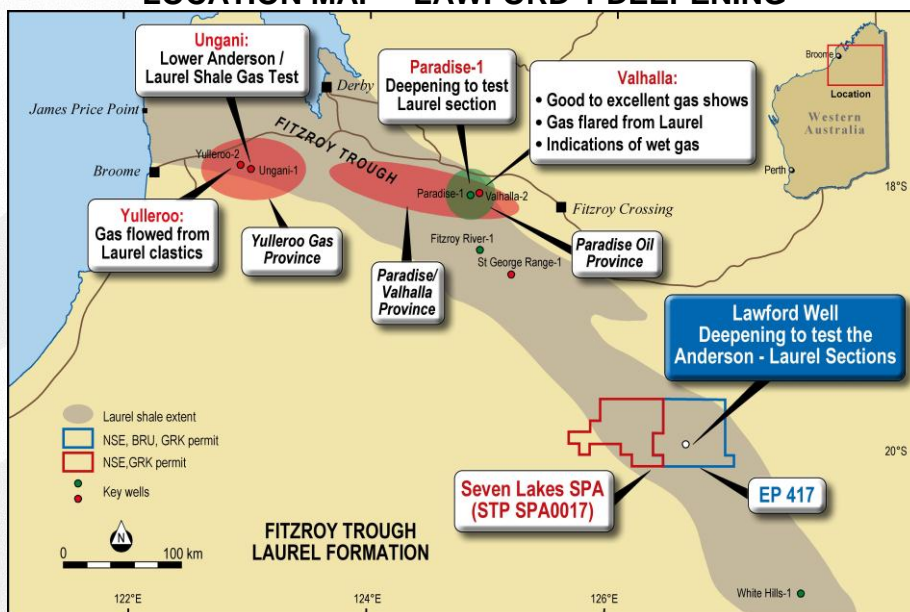 LOCATION MAP – LAWFORD-1 DEEPENING
Ungani:
Lower Anderson /
Laurel Shale Gas Test
Derby
Paradise-1
Deepening to test
Laurel section
Valhalla:
• Good to excellent gas shows
• Gas flared from Laurel
• Indications of wet gas
Broome
Location
Western
Australia
Perth
James Price Point
FITZROY TROUGH
Broome
Yulleroo-2
Ungani-1
Paradise-1
Valhalla-2
Fitzroy Crossing
18°S
Yulleroo:
Gas flowed from
Laurel clastics
Yulleroo Gas
Province
Paradise/
Valhalla
Province
Fitzroy River-1
St George Range-1
Paradise Oil
Province
Lawford Well
Deepening to test the
Anderson - Laurel Sections
Laurel shale extent
NSE, BRU, GRK permit
NSE,GRK permit
Key wells
20°S
Seven Lakes SPA
(STP SPA0017)
EP 417
N
0
100 km
FITZROY TROUGH
LAUREL FORMATION
White Hills-1
122°E
124°E
126°E